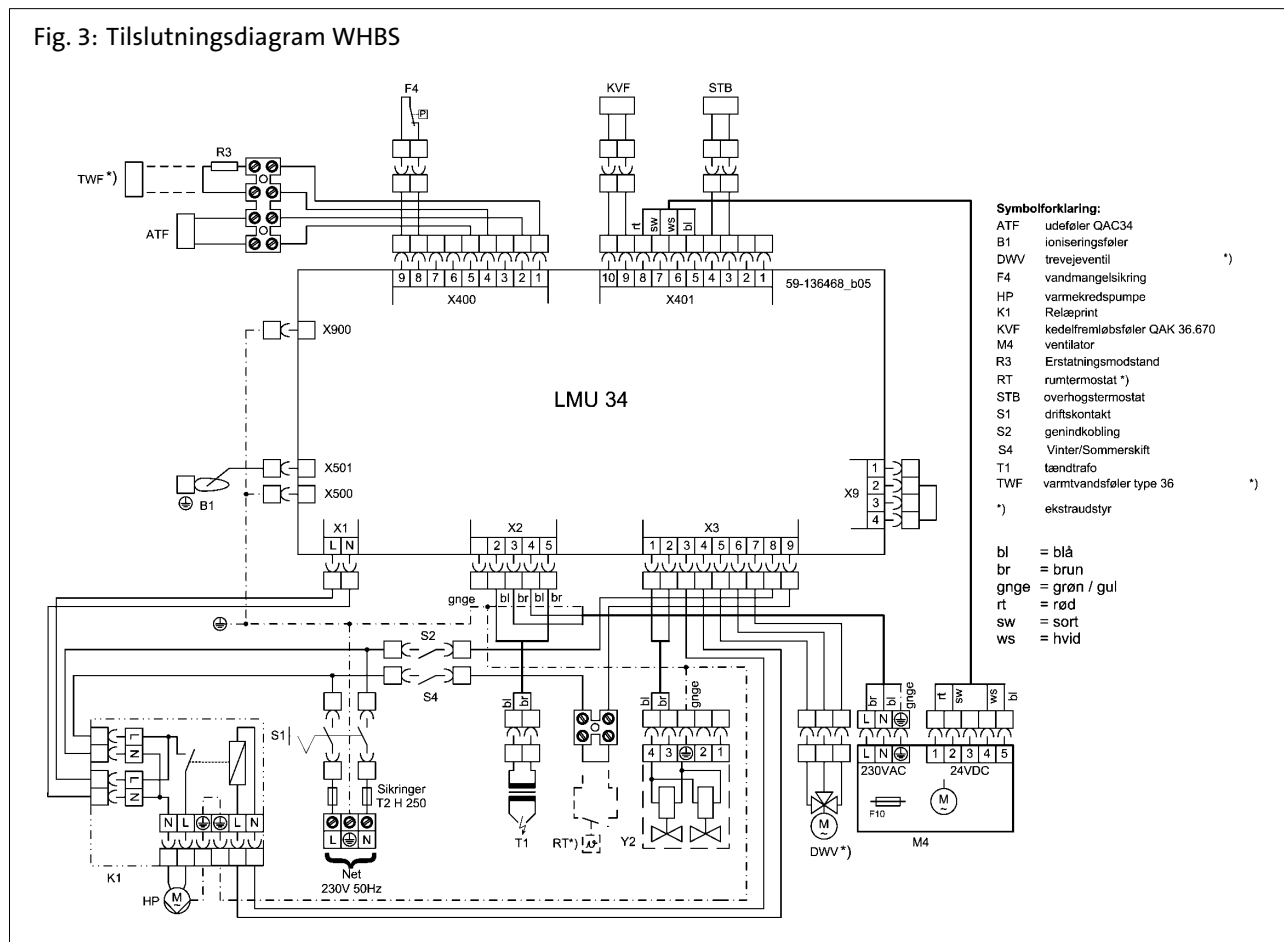 Fig. 3: Tilslutningsdiagram WHBS
F4
KVF
STB
P
R3
TWF *)
ATF
rt
sw
ws
bl
9 8 7 6 5 4 3 2 1
X400
10 9 8 7 6 5 4 3 2 1
X401
59-136468_b05
X900
LMU 34
X501
X500
B1
X9
1
2
3
4
X1
L N
X2
2 3 4 5
X3
1 2 3 4 5 6 7 8 9
gnge
bl
br
bl
br
S2
S4
S1
bl
br
bl
br
gnge
br
bl
gnge
rt
sw
ws
bl
L N
1 2 3 4 5
L N
230VAC
24VDC
F10
M
~
M4
4 3 2 1
L
N
L
N
N L L N
K1
HP
M
~
Sikringer
T2 H 250
L N
Net
230V 50Hz
T1
RT*)
Y2
M
~
DWV *)
Symbolforklaring:
ATF udeføler QAC34
B1 ioniseringsføler
DWV trevejeventil *)
F4 vandmangelsikring
HP varmekredspumpe
K1 Relæprint
KVF kedelfremløbsføler QAK 36.670
M4 ventilator
R3 Erstatningsmodstand
RT rumtermostat *)
STB overhogstermostat
S1 driftskontakt
S2 genindkobling
S4 Vinter/Sommerskift
T1 tændtrafo
TWF varmtvandsføler type 36 *)
*) ekstraudstyr
bl = blå
br = brun
gnge = grøn / gul
rt = rød
sw = sort
ws = hvid